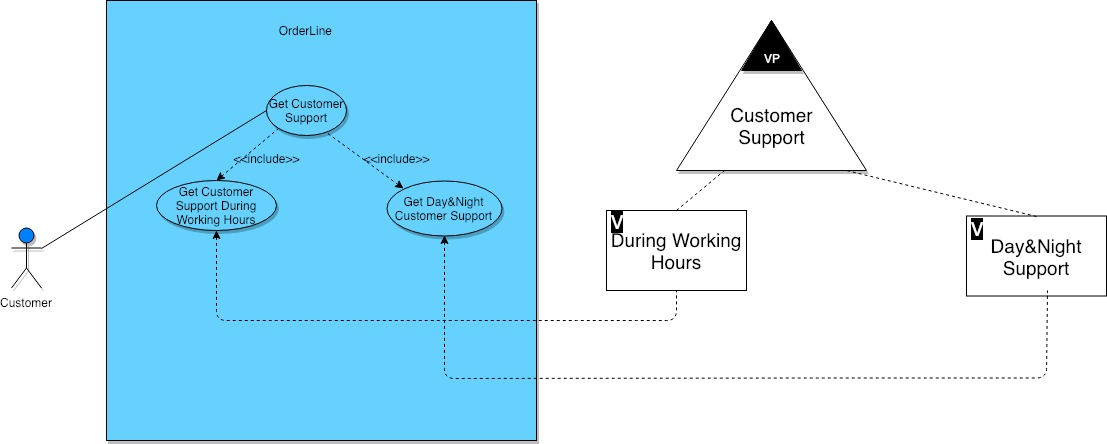 OrderLine
Get Customer
Support
<<include>>
<<include>>
Get Customer
Support During
Working Hours
Get Day&Night
Customer Support
Customer
VP
Customer
Support
V
During Working
Hours
V
Day&Night
Support